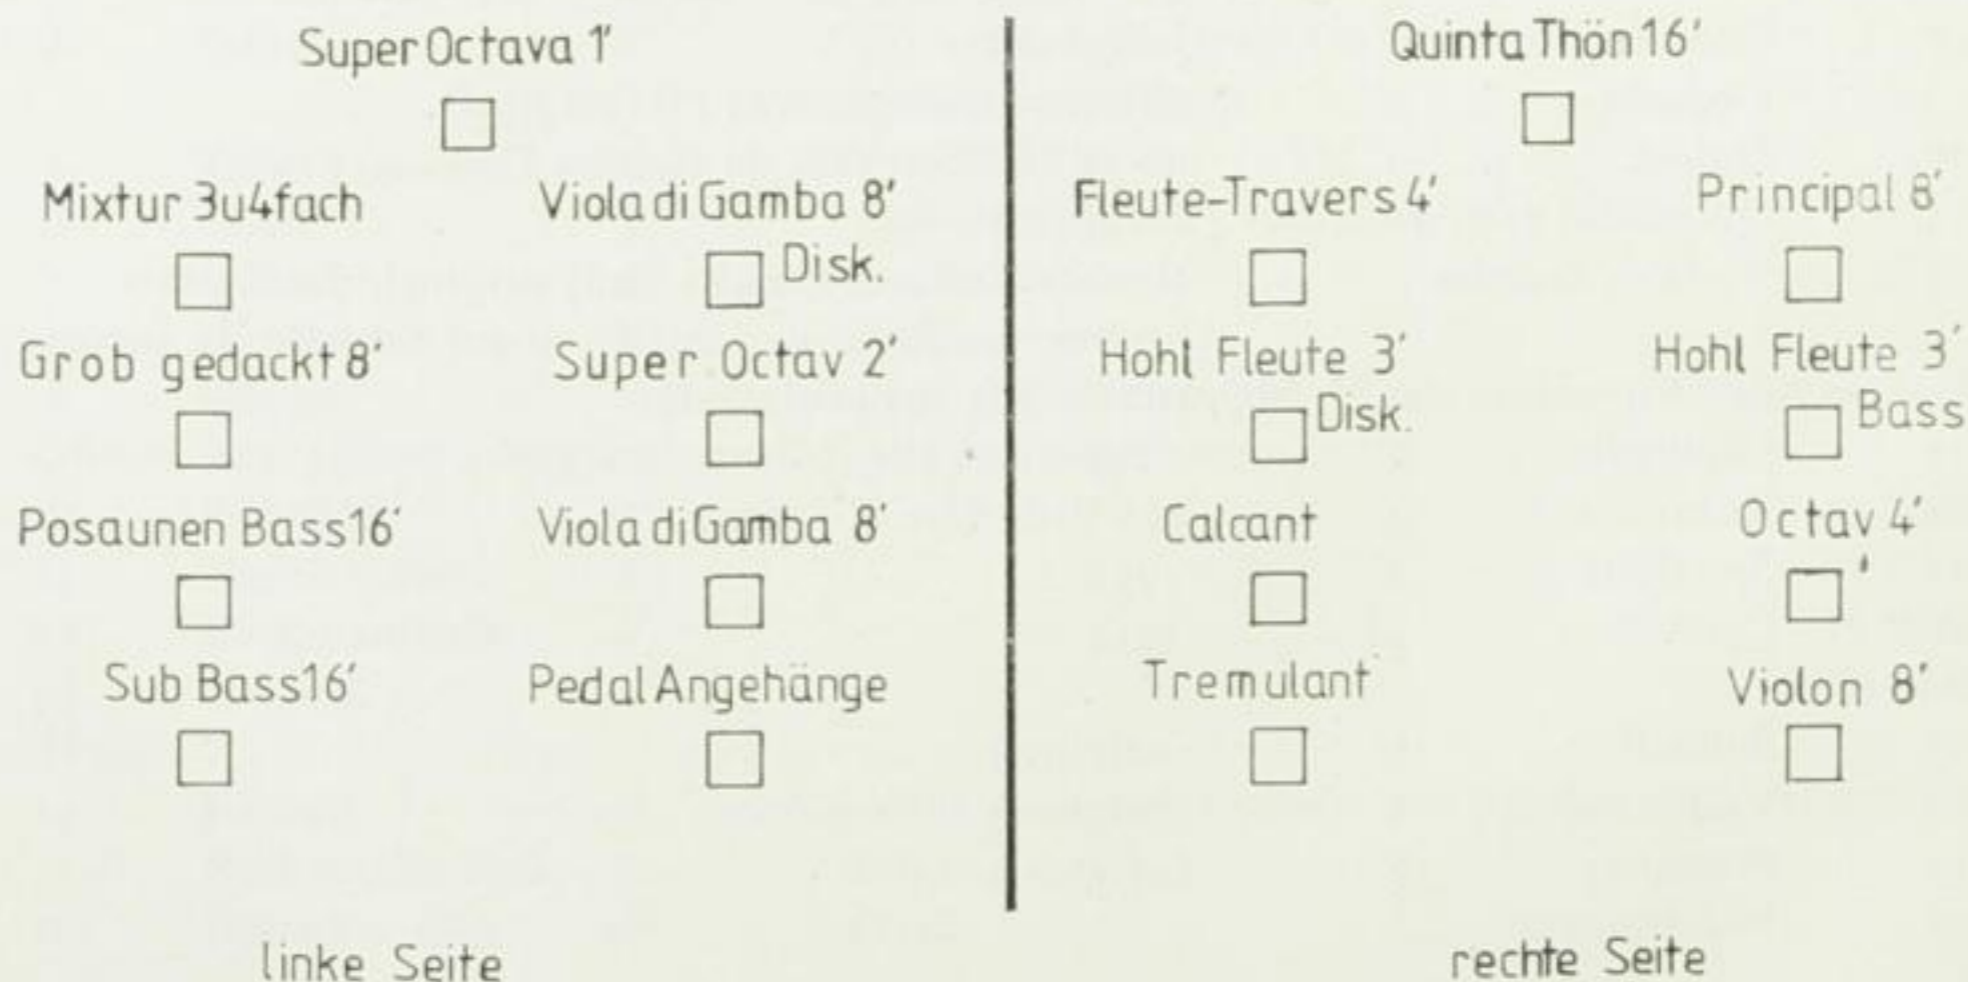 Super Octava 1'
Mixtur 3u4fach Viola di Gamba 8'
Disk.
Grob gedackt 8' Super Octav 2'
Posaunen Bass 16' Viola di Gamba 8'
Sub Bass 16' Pedal Angehänge
linke Seite
Quinta Thön 16'
Fleute-Travers 4' Principal 8'
Hohl Fleute 3' Hohl Fleute 3'
Disk. Bass
Calcant Octav 4'
Tremulant Violon 8'
rechte Seite